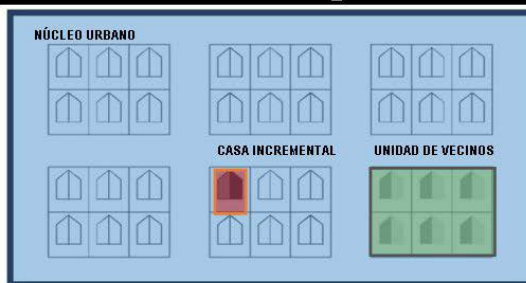 NÚCLEO URBANO
CASA INCREMENTAL
UNIDAD DE VECINOS